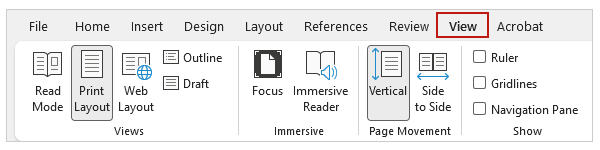 File Home Insert Design Layout References Review View Acrobat
Read Mode
Print Layout
Web Layout
Outline
Draft
Views
Focus
Immersive Reader
Immersive
Vertical
Side to Side
Page Movement
Ruler
Gridlines
Navigation Pane
Show